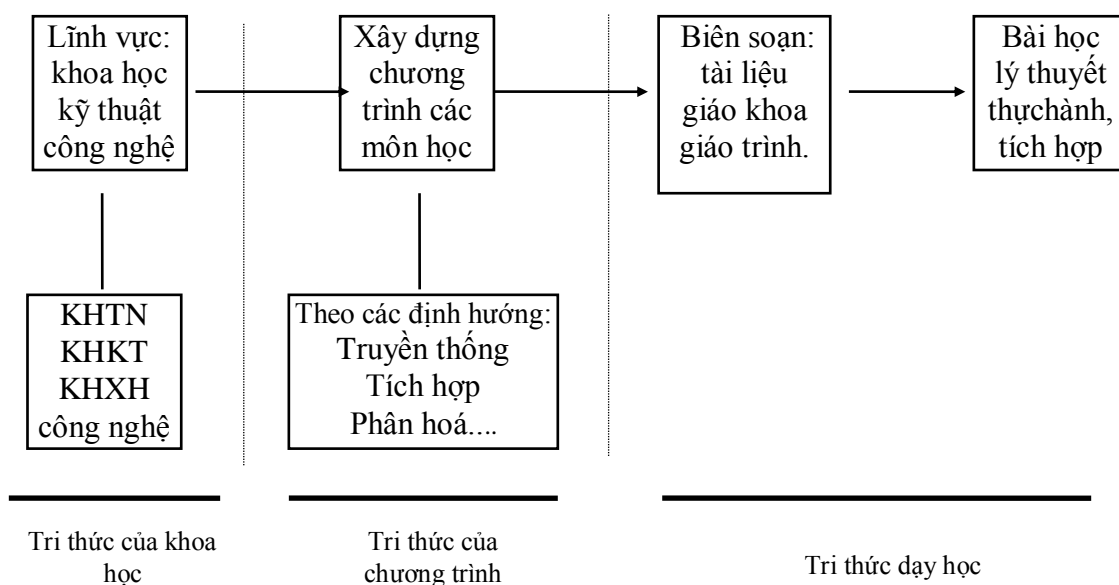 Lĩnh vực:
khoa học
kỹ thuật
công nghệ
Xây dựng
chương
trình các
môn học
Biên soạn:
tài liệu
giáo khoa
giáo trình.
Bài học
lý thuyết
thựchành,
tích hợp
KHTN
KHKT
KHXH
công nghệ
Theo các định hướng:
Truyền thống
Tích hợp
Phân hoá....
Tri thức của khoa
học
Tri thức của
chương trình
Tri thức dạy học